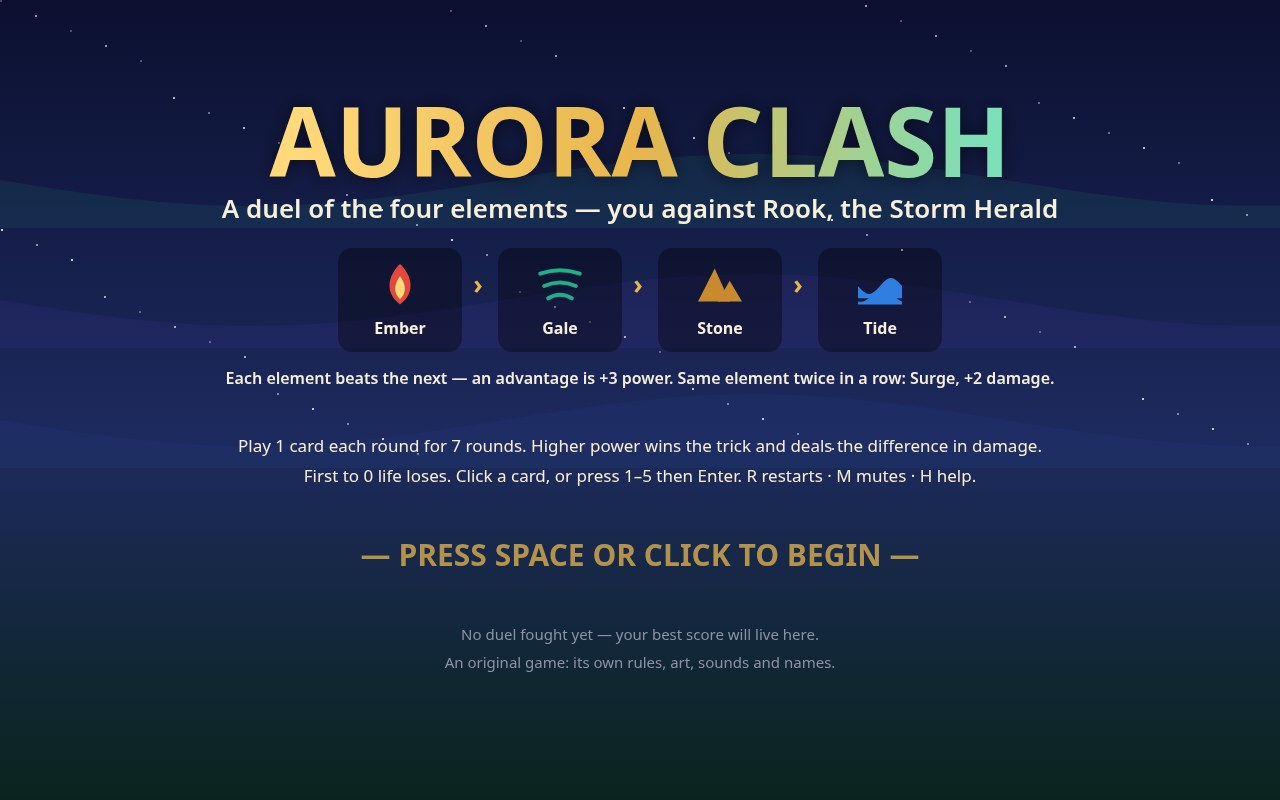 AURORA CLASH
A duel of the four elements — you against Rook, the Storm Herald
Ember › Gale › Stone › Tide
Each element beats the next — an advantage is +3 power. Same element twice in a row: Surge, +2 damage.
Play 1 card each round for 7 rounds. Higher power wins the trick and deals the difference in damage.
First to 0 life loses. Click a card, or press 1–5 then Enter. R restarts · M mutes · H help.
— PRESS SPACE OR CLICK TO BEGIN —
No duel fought yet — your best score will live here.
An original game: its own rules, art, sounds and names.